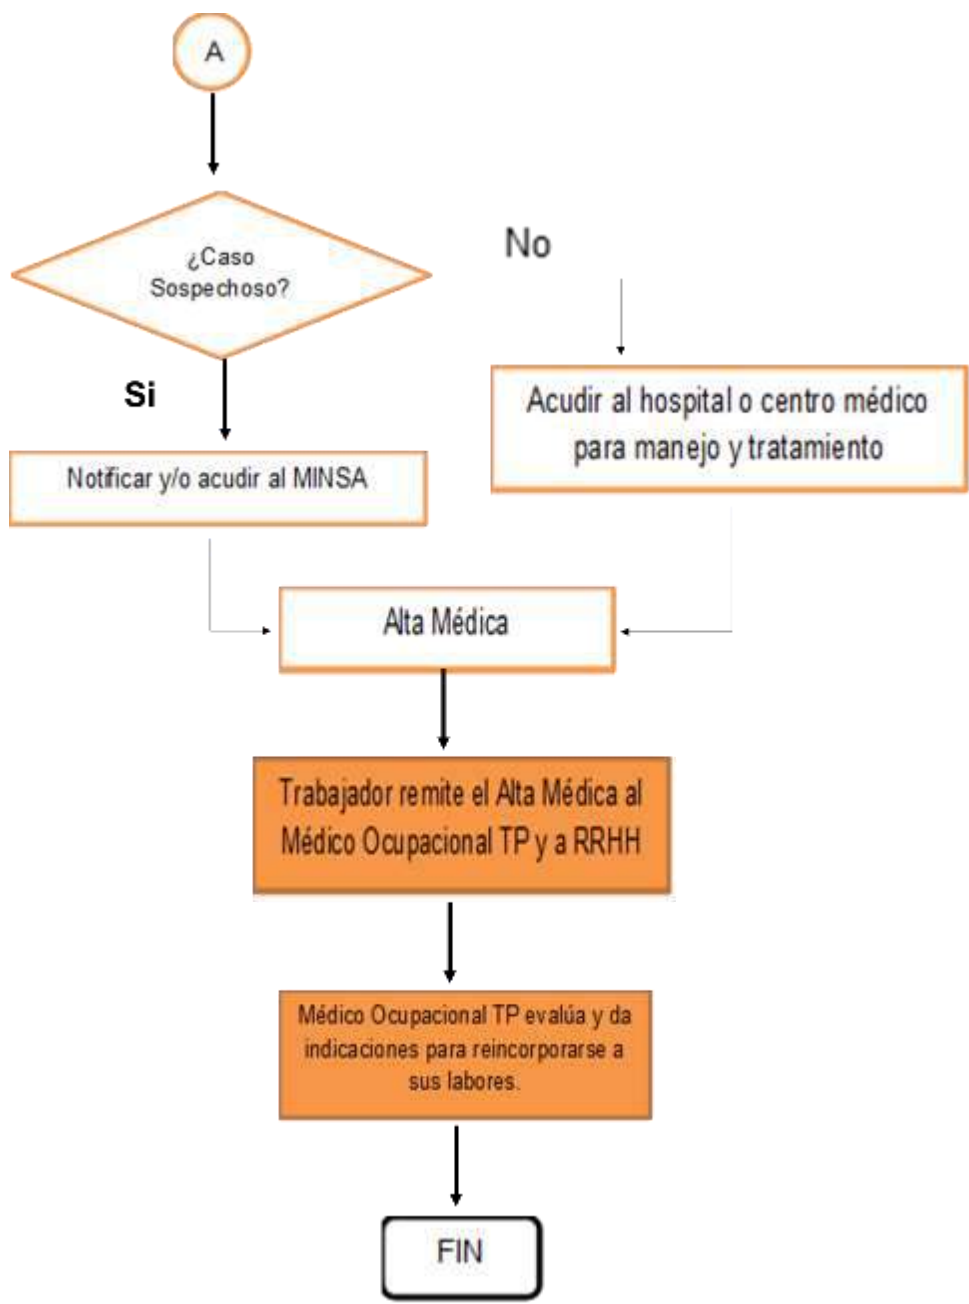 A
¿Caso
Sospechoso?
No
Si
Acudir al hospital o centro médico
para manejo y tratamiento
Notificar y/o acudir al MINSA
Alta Médica
Trabajador remite el Alta Médica al
Médico Ocupacional TP y a RRHH
Médico Ocupacional TP evalúa y da
indicaciones para reincorporarse a
sus labores.
FIN